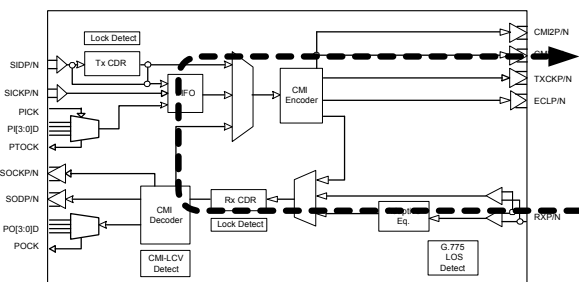 Lock Detect
CMI2P/N
SIDP/N
Tx CDR
TXCKP/N
SICKP/N
CMI
Encoder
ECLP/N
PICK
PI[3:0]D
PTOCK
SOCKP/N
SODP/N
CMI
Decoder
Rx CDR
Lock Detect
Eq.
RXP/N
PO[3:0]D
POCK
CMI-LCV
Detect
G.775
LOS
Detect